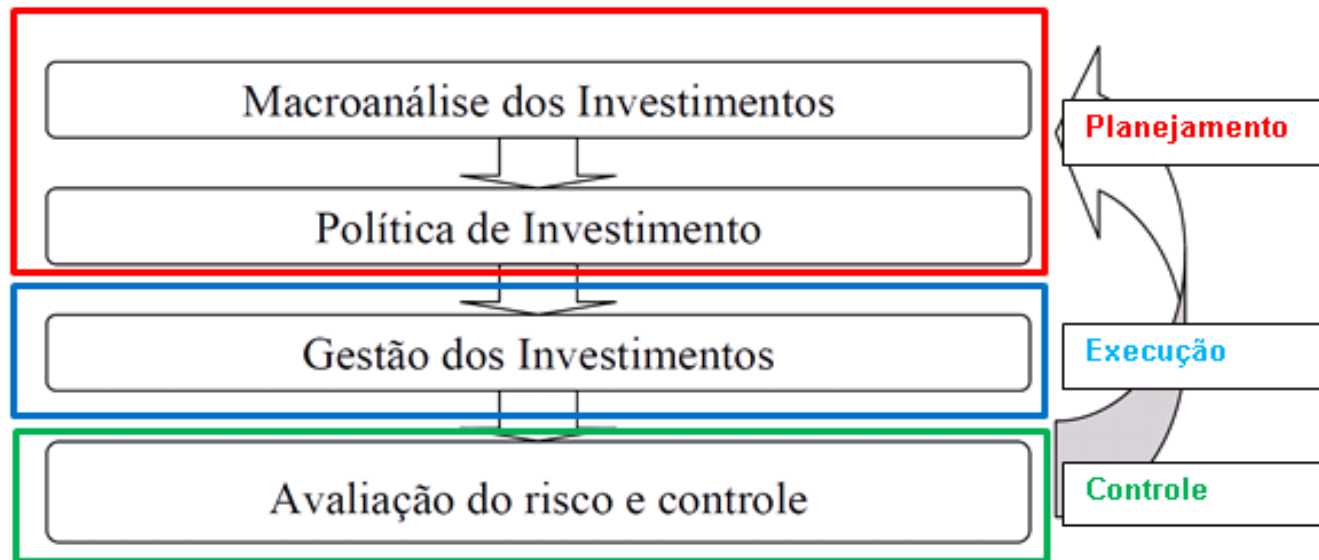 Macroanálise dos Investimentos
Planejamento
Política de Investimento
Gestão dos Investimentos
Execução
Avaliação do risco e controle
Controle